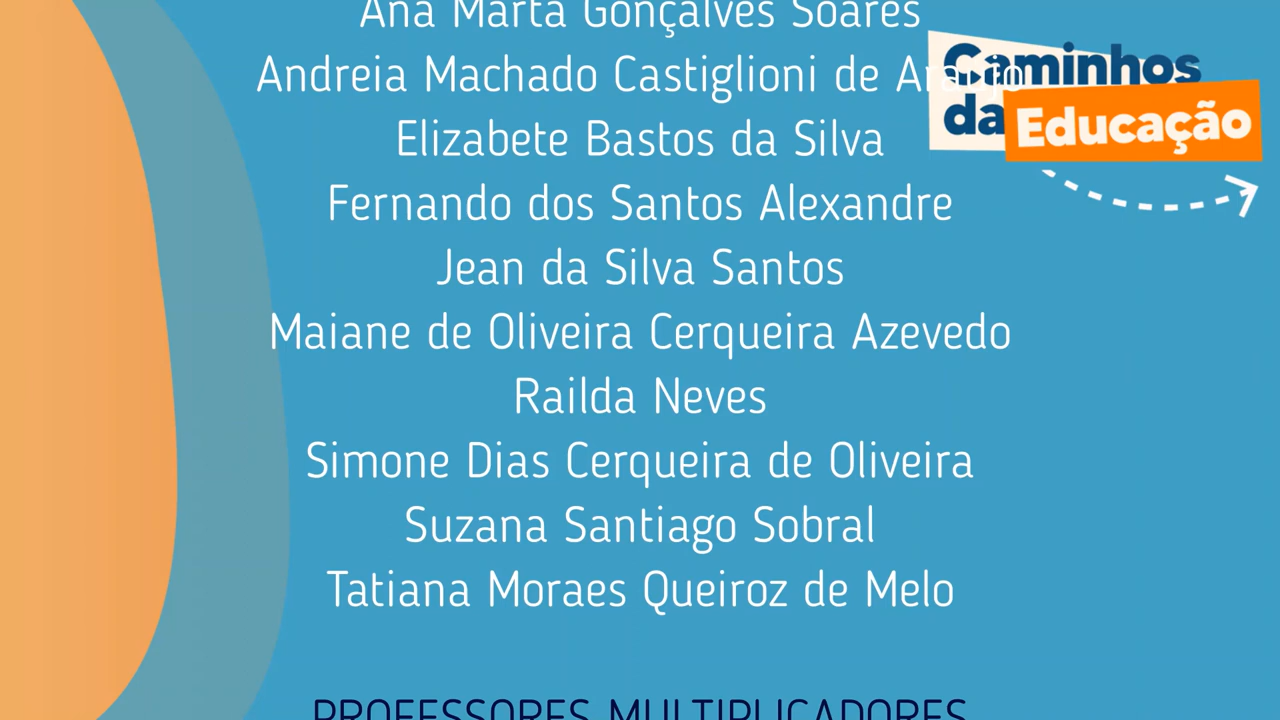 Ana Marta Gonçalves Soares
Andreia Machado Castiglioni de Araújo
Elizabete Bastos da Silva
Fernando dos Santos Alexandre
Jean da Silva Santos
Maiane de Oliveira Cerqueira Azevedo
Railda Neves
Simone Dias Cerqueira de Oliveira
Suzana Santiago Sobral
Tatiana Moraes Queiroz de Melo
PROFESSORES MULTIPLICADORES
Caminhos
da Educação